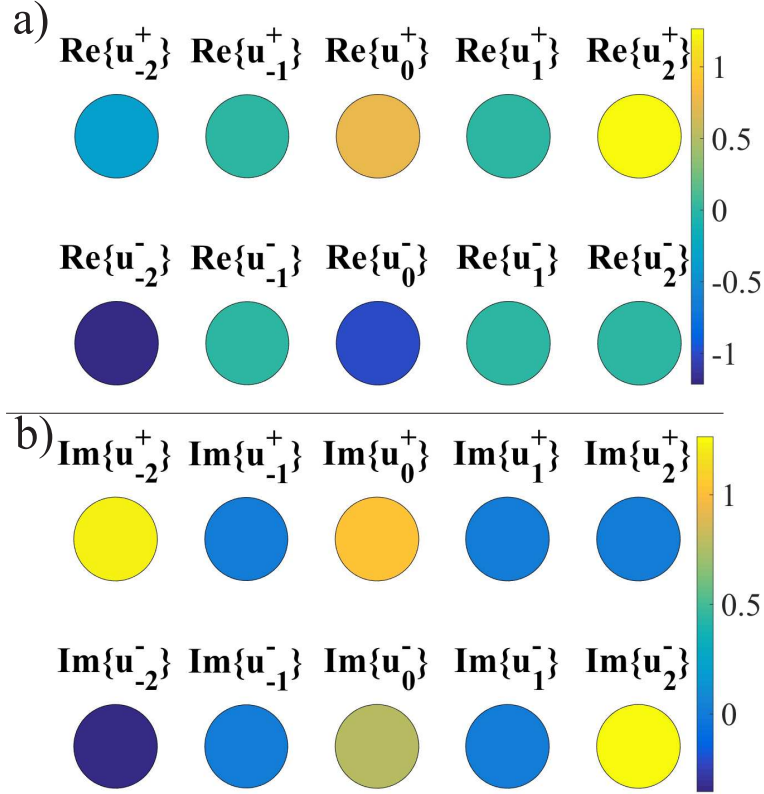 a)
Re{u⁺₋₂} Re{u⁺₋₁} Re{u⁺₀} Re{u⁺₁} Re{u⁺₂}
1
0.5
0
-0.5
-1
Re{u⁻₋₂} Re{u⁻₋₁} Re{u⁻₀} Re{u⁻₁} Re{u⁻₂}
b)
Im{u⁺₋₂} Im{u⁺₋₁} Im{u⁺₀} Im{u⁺₁} Im{u⁺₂}
1
0.5
0
Im{u⁻₋₂} Im{u⁻₋₁} Im{u⁻₀} Im{u⁻₁} Im{u⁻₂}